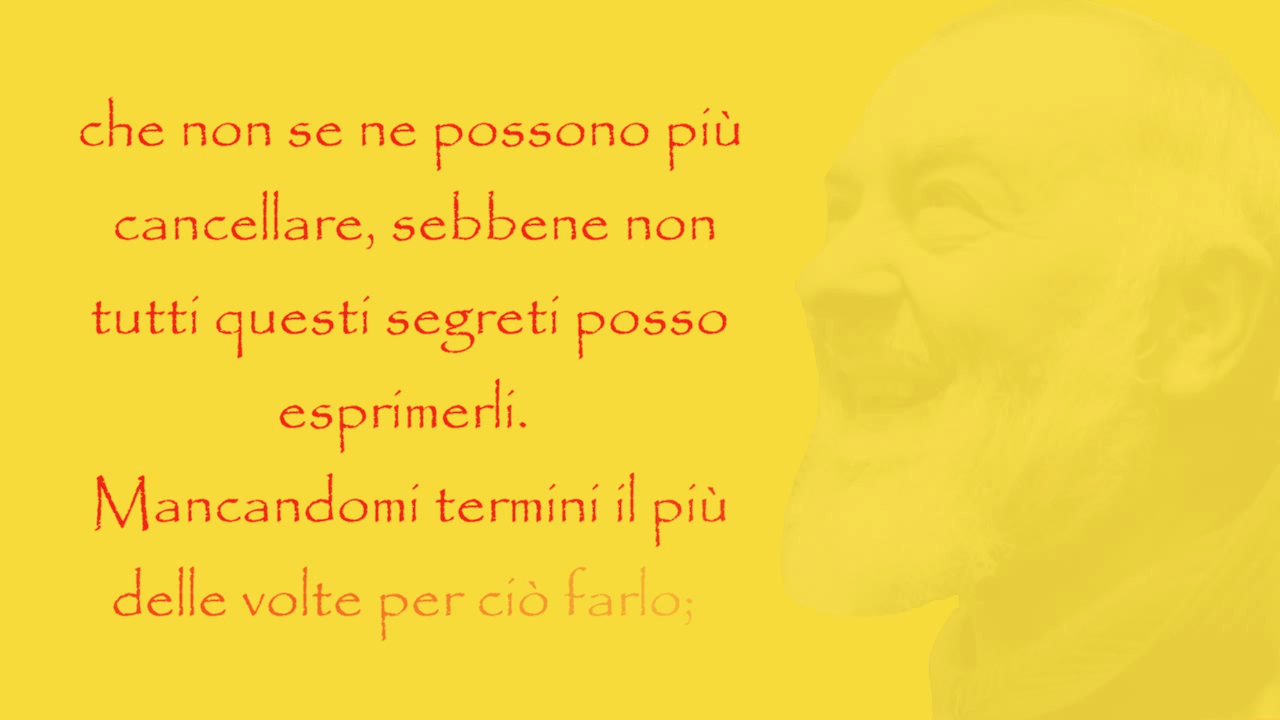 che non se ne possono più
cancellare, sebbene non
tutti questi segreti posso
esprimerli.
Mancandomi termini il più
delle volte per ciò farlo;